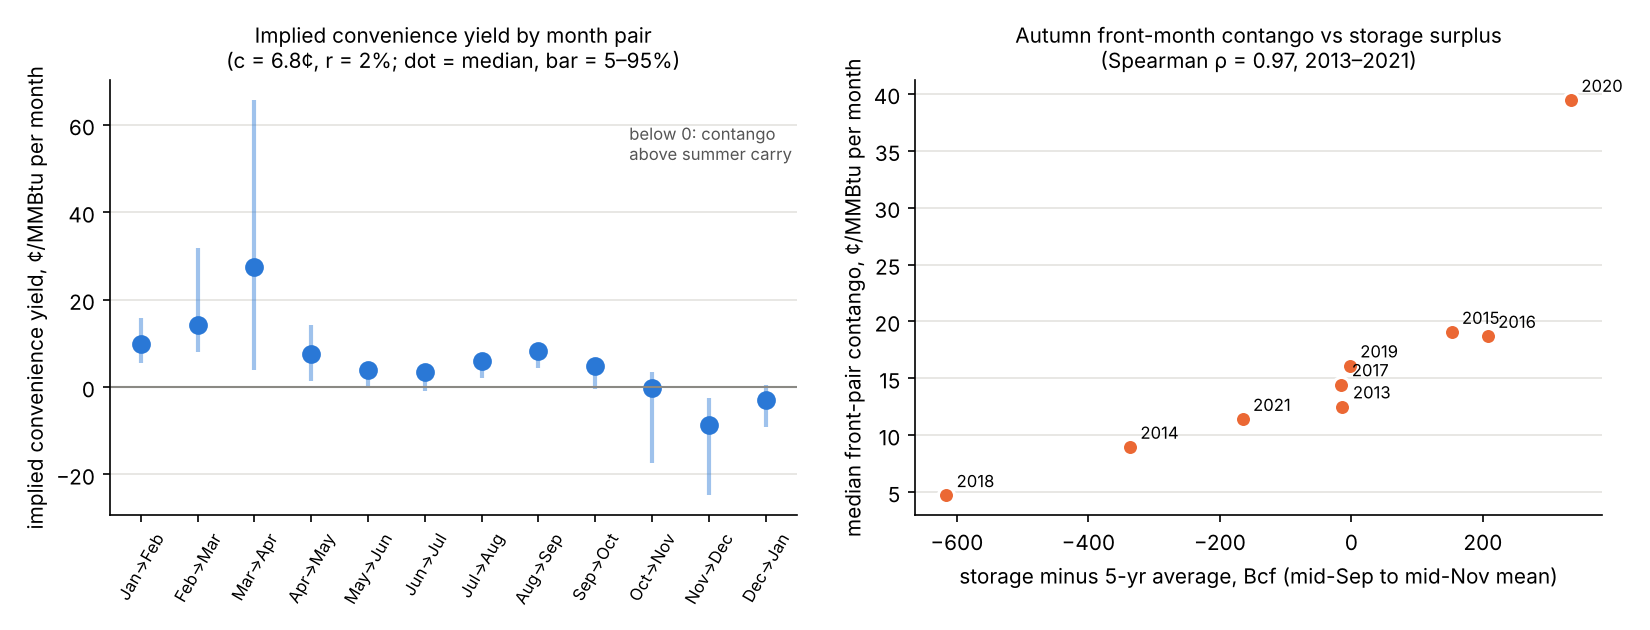 Implied convenience yield by month pair
(c = 6.8¢, r = 2%; dot = median, bar = 5–95%)
implied convenience yield, ¢/MMBtu per month
60
40
20
0
−20
below 0: contango
above summer carry
Jan→Feb
Feb→Mar
Mar→Apr
Apr→May
May→Jun
Jun→Jul
Jul→Aug
Aug→Sep
Sep→Oct
Oct→Nov
Nov→Dec
Dec→Jan
Autumn front-month contango vs storage surplus
(Spearman ρ = 0.97, 2013–2021)
median front-pair contango, ¢/MMBtu per month
40
35
30
25
20
15
10
5
2020
2015
2016
2019
2017
2013
2021
2014
2018
−600
−400
−200
0
200
storage minus 5-yr average, Bcf (mid-Sep to mid-Nov mean)